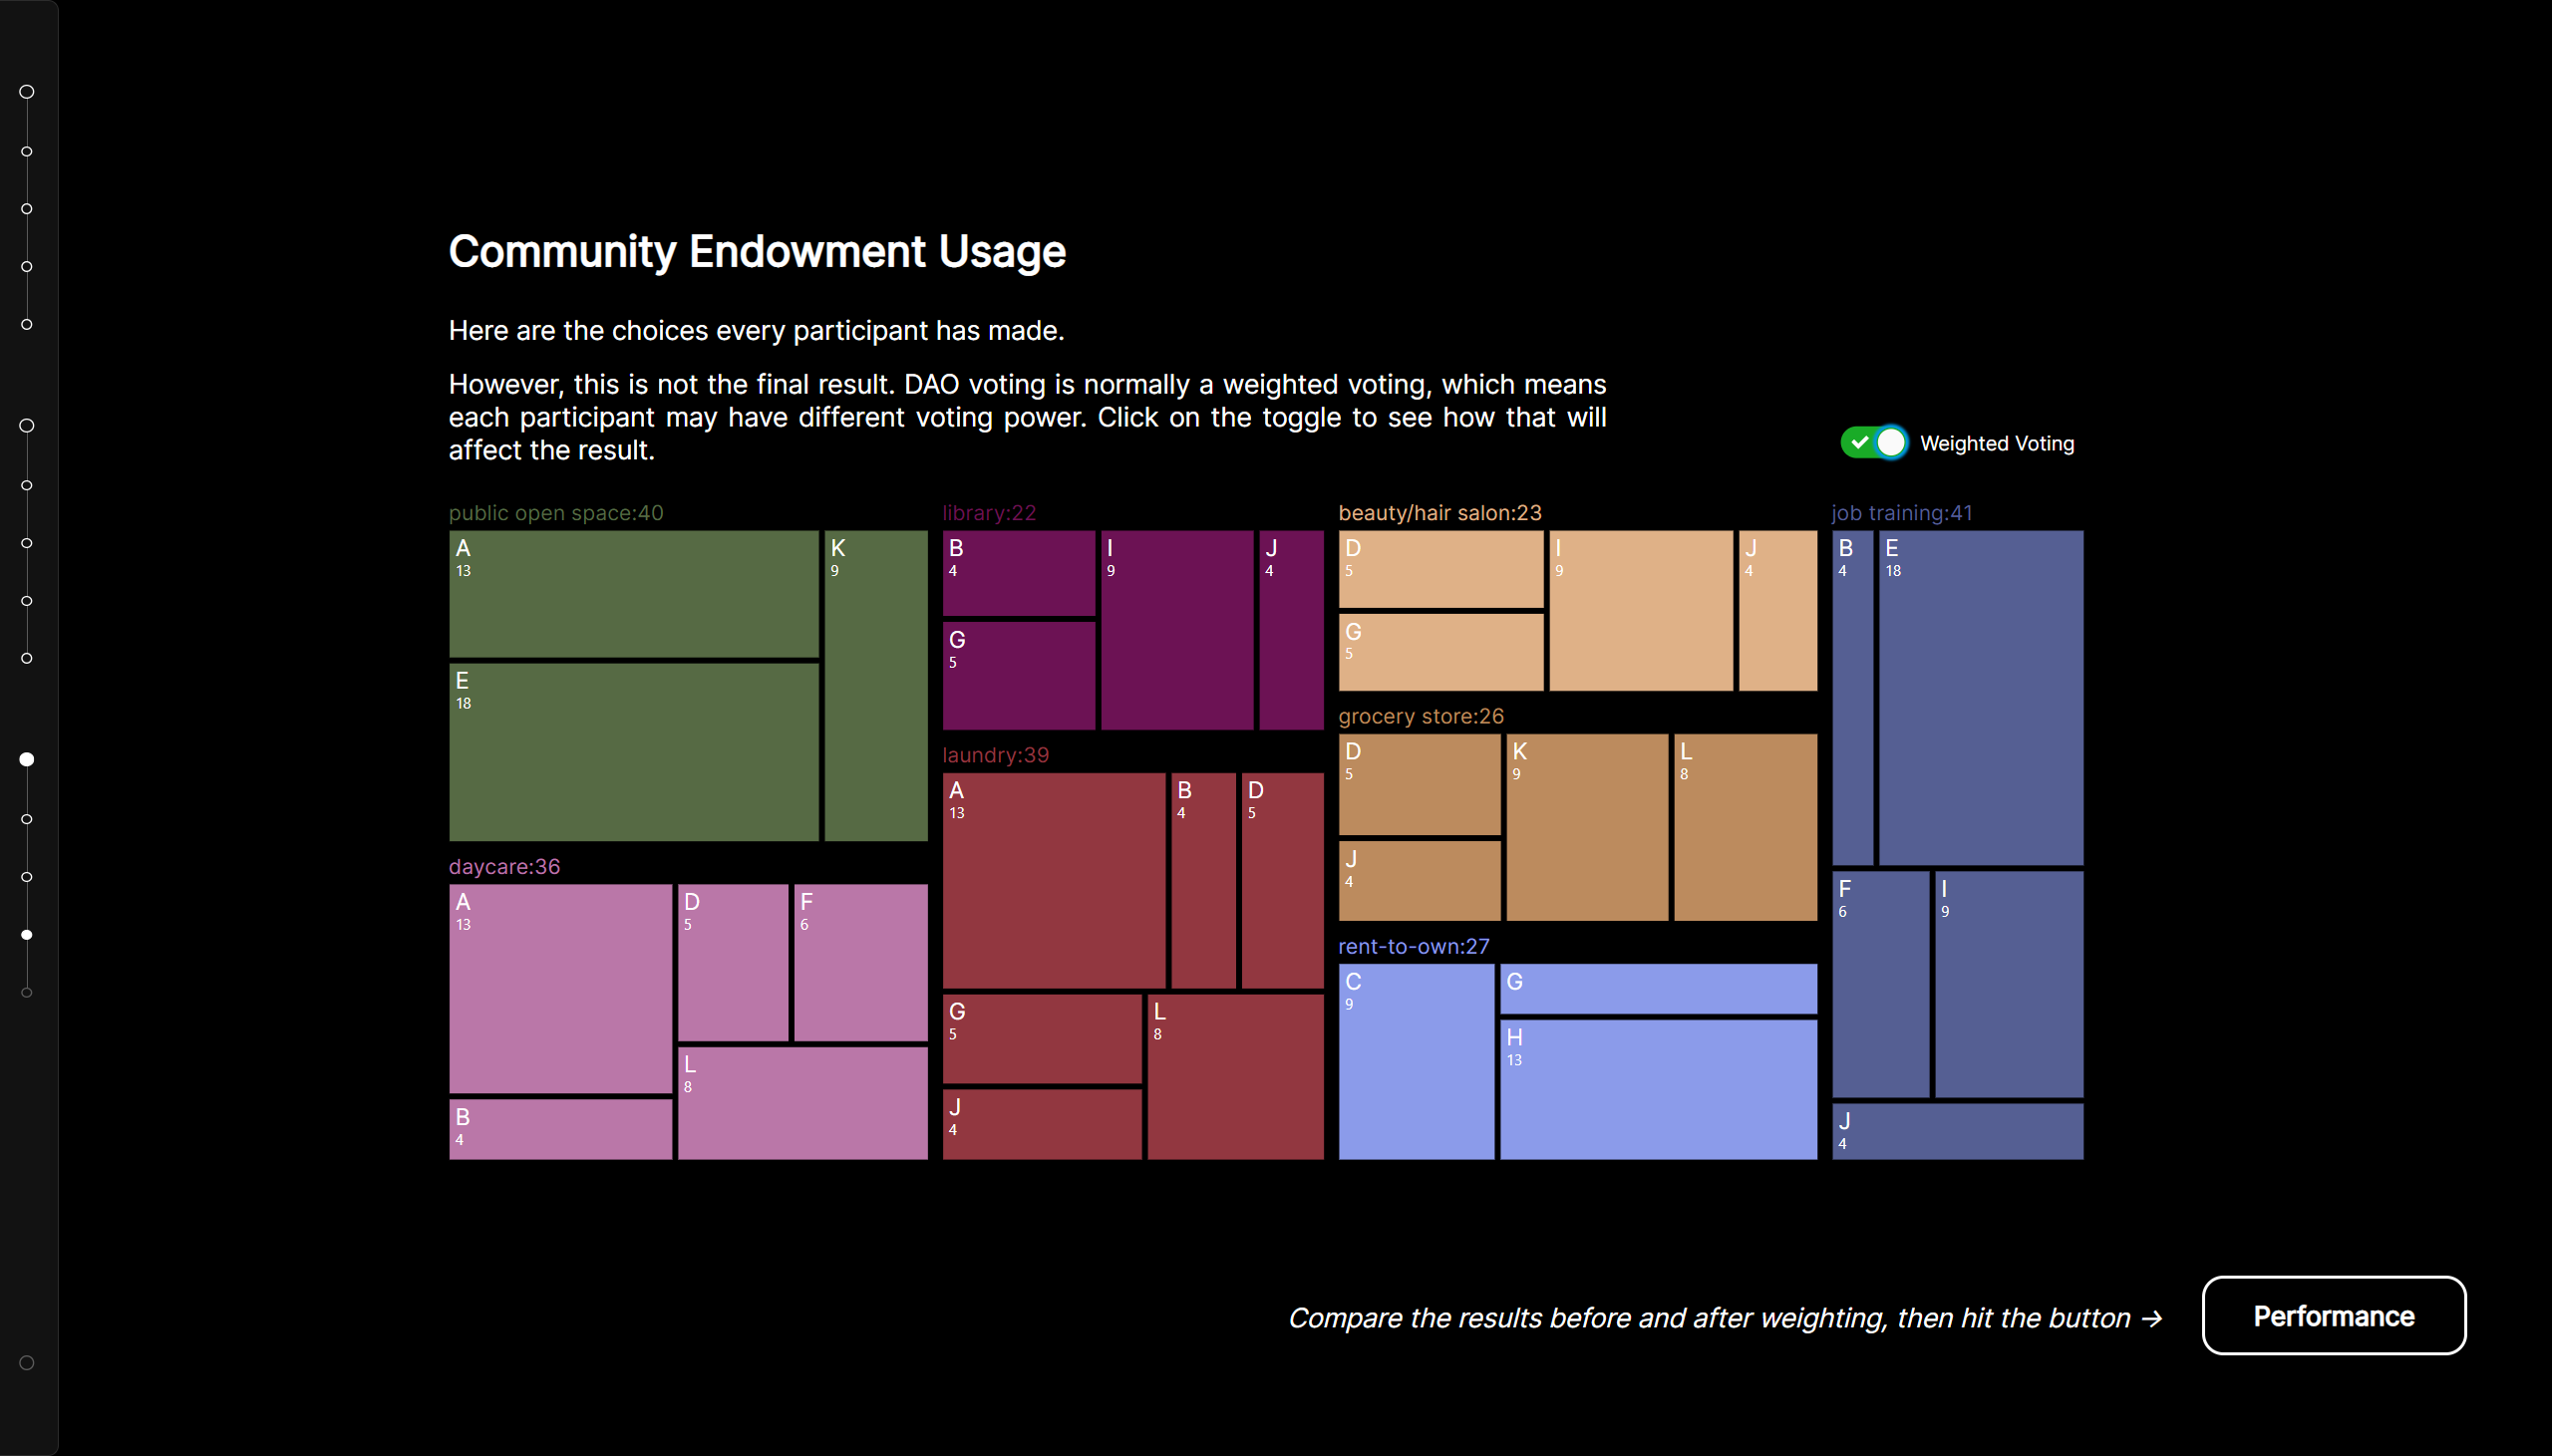 Community Endowment Usage
Here are the choices every participant has made.
However, this is not the final result. DAO voting is normally a weighted voting, which means
each participant may have different voting power. Click on the toggle to see how that will
affect the result.
Weighted Voting
public open space:40
A
13
K
9
E
18
daycare:36
A
13
D
5
F
6
L
8
B
4
library:22
B
4
I
9
J
4
G
5
laundry:39
A
13
B
4
D
5
G
5
L
8
J
4
beauty/hair salon:23
D
5
I
9
J
4
G
5
grocery store:26
D
5
K
9
L
8
J
4
rent-to-own:27
C
9
G
H
13
job training:41
B
4
E
18
F
6
I
9
J
4
Compare the results before and after weighting, then hit the button →
Performance